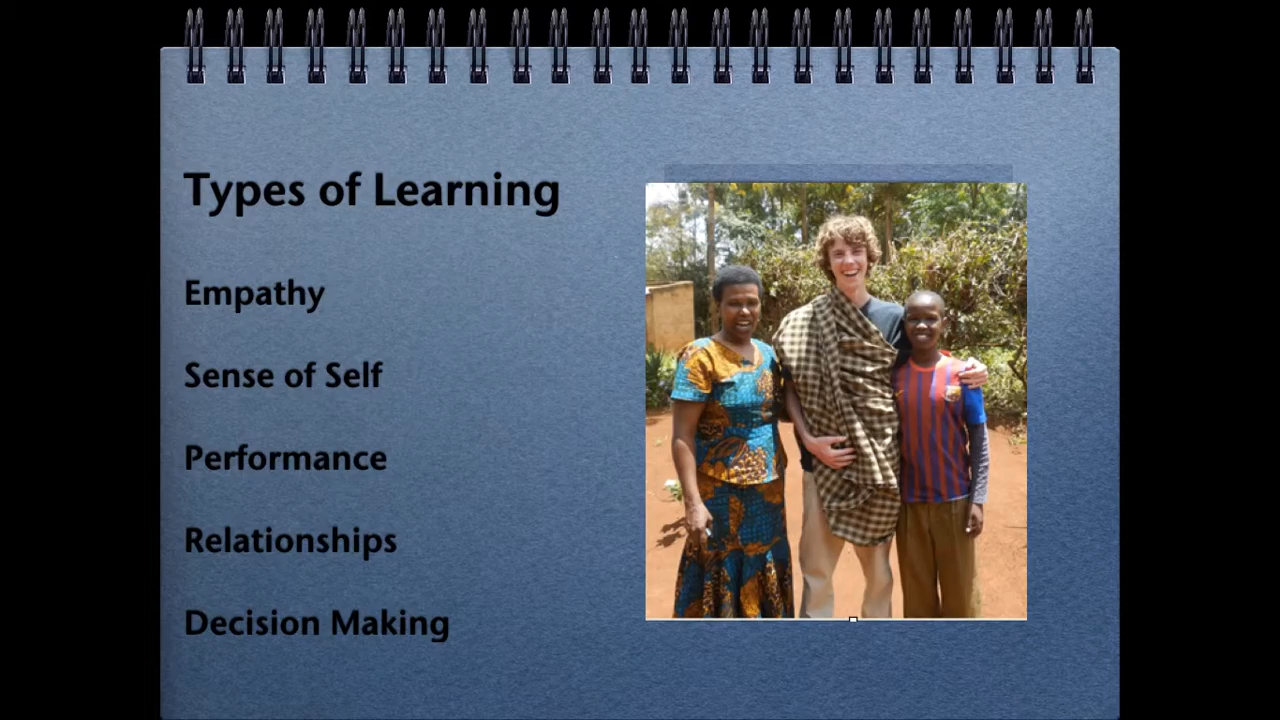 Types of Learning
Empathy
Sense of Self
Performance
Relationships
Decision Making